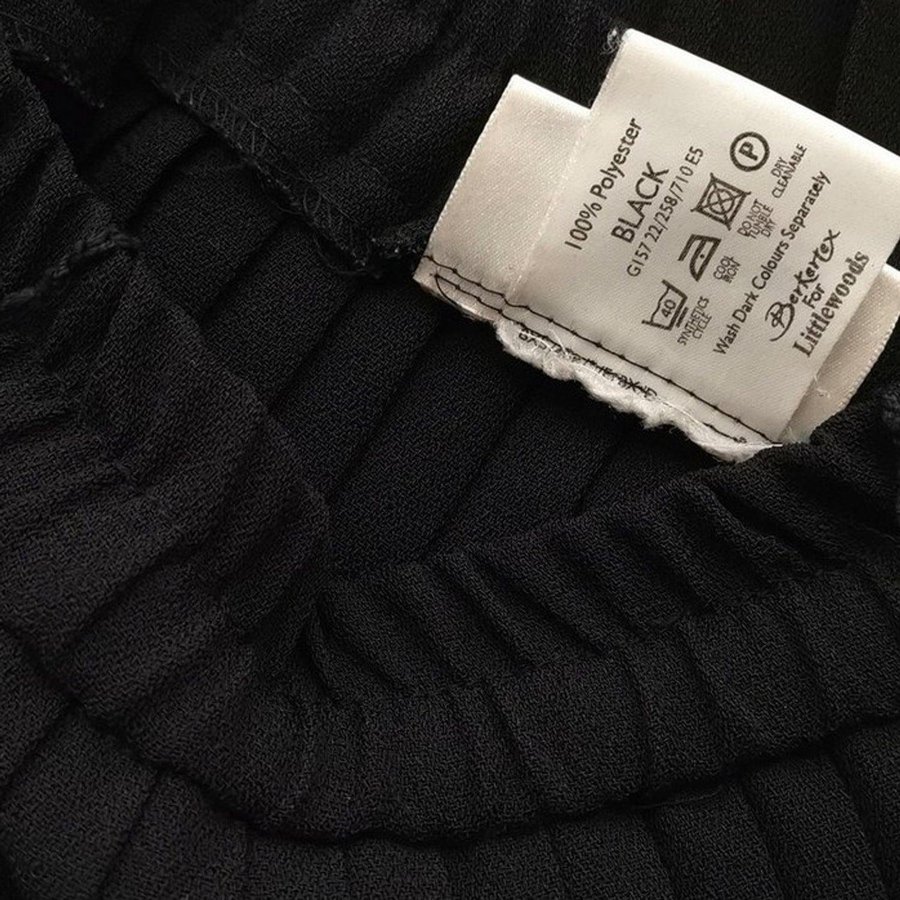 100% Polyester
BLACK
G157 22/258/710 E5
40
SYNTHETICS
CYCLE
COOL
IRON
DO NOT
TUMBLE
DRY
P
DRY
CLEANABLE
Wash Dark Colours Separately
Berkertex
For
Littlewoods